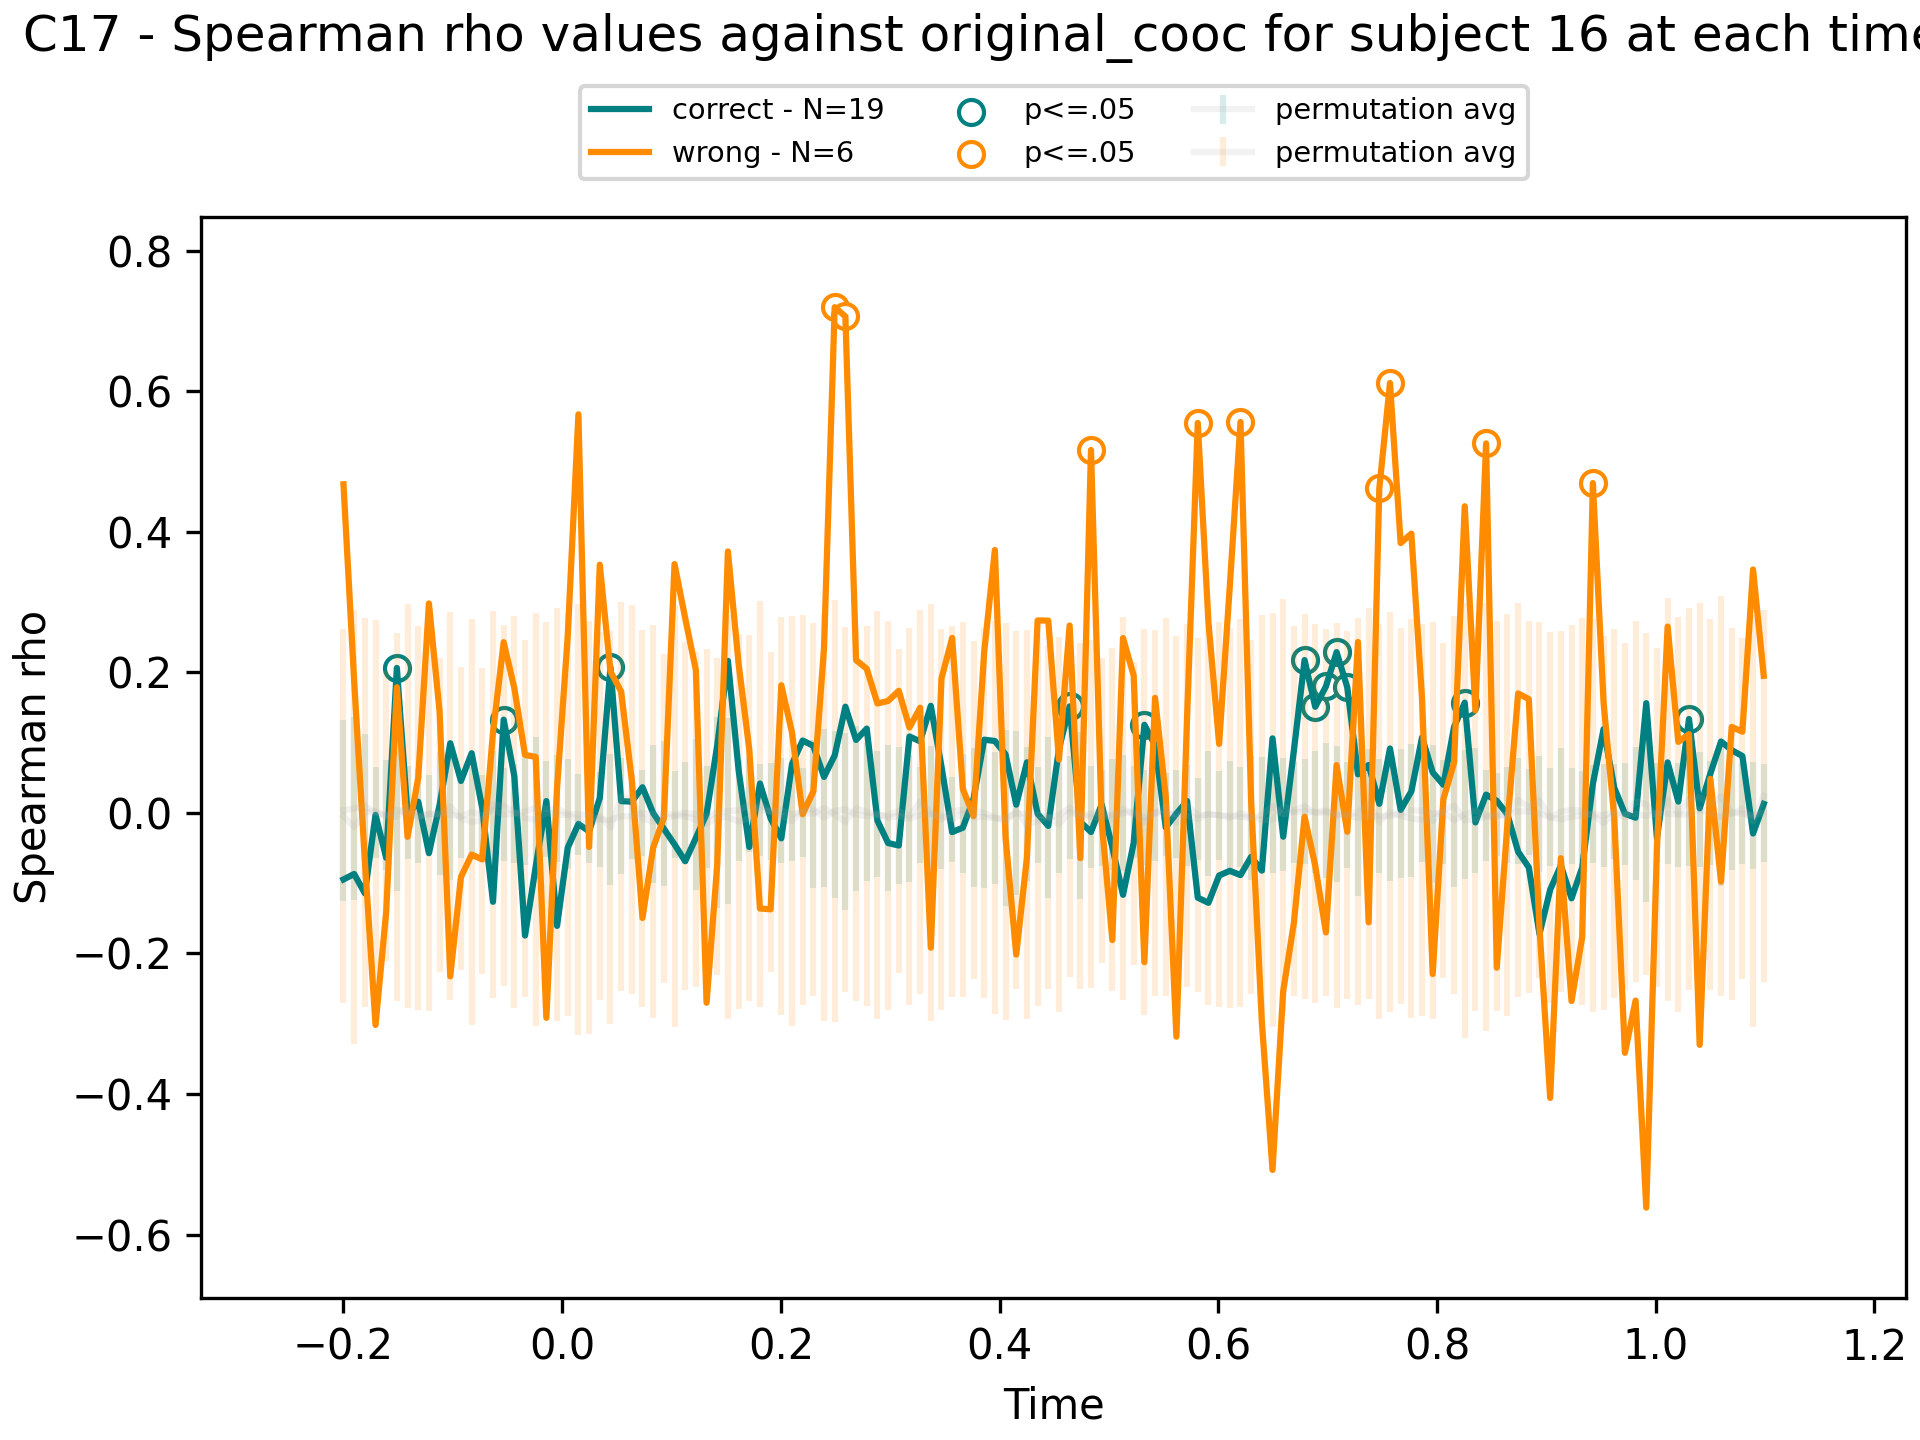 C17 - Spearman rho values against original_cooc for subject 16 at each time
correct - N=19
wrong - N=6
p<=.05
p<=.05
permutation avg
permutation avg
Spearman rho
0.8
0.6
0.4
0.2
0.0
−0.2
−0.4
−0.6
−0.2 0.0 0.2 0.4 0.6 0.8 1.0 1.2
Time